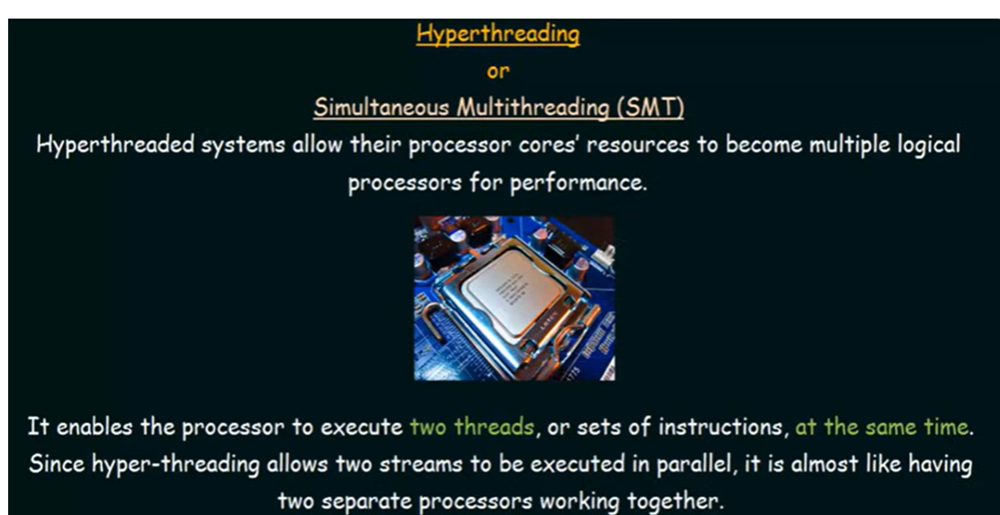 Hyperthreading
or
Simultaneous Multithreading (SMT)
Hyperthreaded systems allow their processor cores' resources to become multiple logical
processors for performance.
It enables the processor to execute two threads, or sets of instructions, at the same time.
Since hyper-threading allows two streams to be executed in parallel, it is almost like having
two separate processors working together.